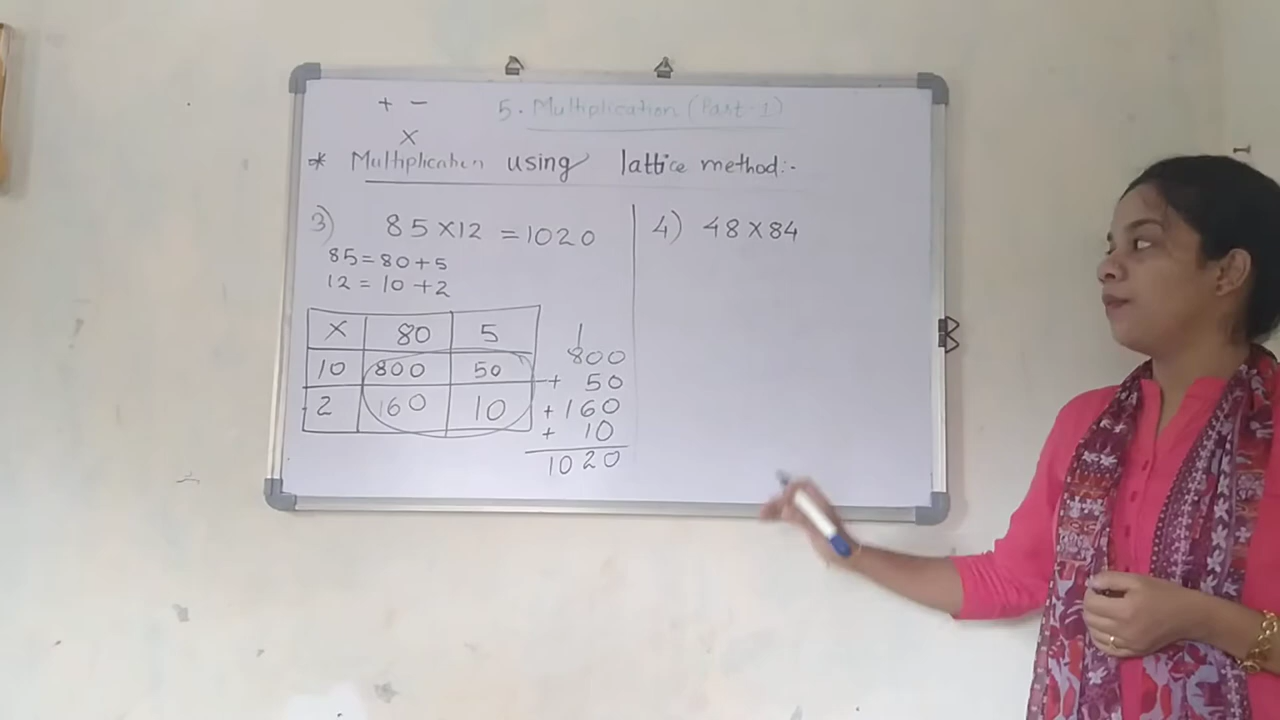 + −
5. Multiplication (Part-1)
×
* Multiplication using lattice method:-
3) 85 × 12 = 1020
85 = 80 + 5
12 = 10 + 2
× 80 5
10 800 50
2 160 10
1
800
+ 50
+ 160
+ 10
1020
4) 48 × 84